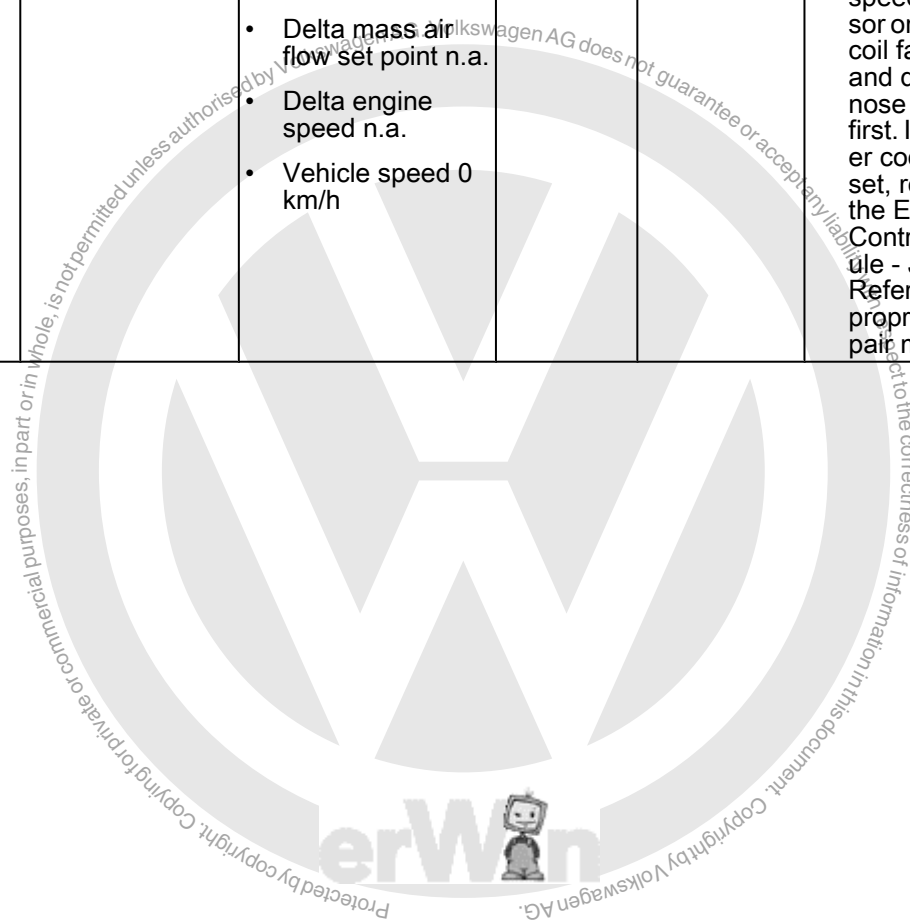 • Delta mass air
flow set point n.a.
• Delta engine
speed n.a.
• Vehicle speed 0
km/h
sor or
coil fa
and d
nose
first. I
er co
set, r
the E
Contr
ule -
Refer
propr
pair
Protected by copyright. Copying for private or commercial purposes, in part or in whole, is not permitted unless authorised by Volkswagen AG. Volkswagen AG does not guarantee or accept any liability with respect to the correctness of information in this document. Copyright by Volkswagen AG.
erWin